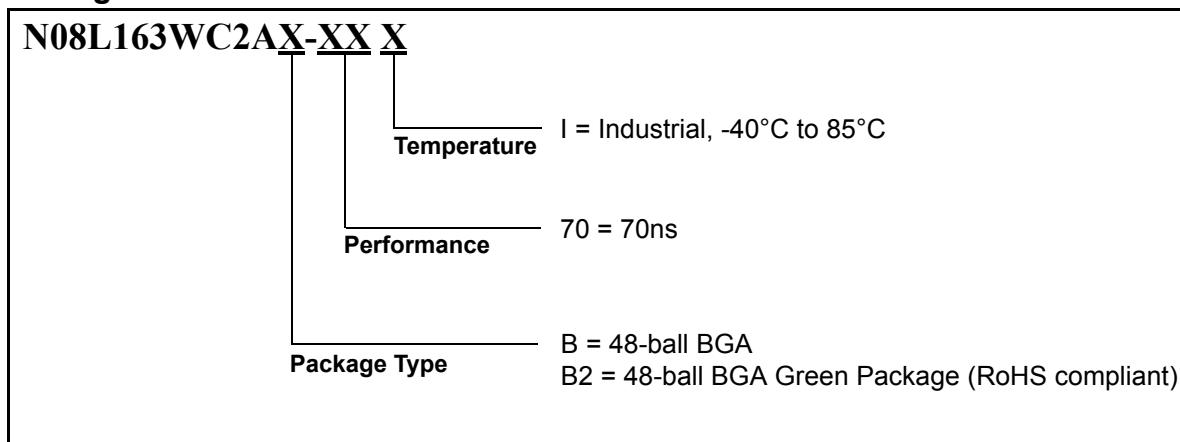 N08L163WC2AX-XX X
I = Industrial, -40°C to 85°C
Temperature
70 = 70ns
Performance
B = 48-ball BGA
Package Type
B2 = 48-ball BGA Green Package (RoHS compliant)